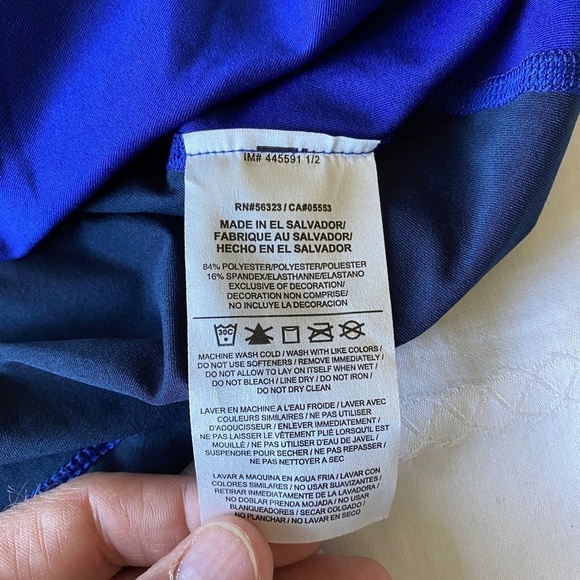 IM# 445591 1/2
RN#56323 / CA#05553
MADE IN EL SALVADOR/
FABRIQUE AU SALVADOR/
HECHO EN EL SALVADOR
84% POLYESTER/POLYESTER/POLIESTER
16% SPANDEX/ELASTHANNE/ELASTANO
EXCLUSIVE OF DECORATION/
DECORATION NON COMPRISE/
NO INCLUYE LA DECORACION
30C
MACHINE WASH COLD / WASH WITH LIKE COLORS /
DO NOT USE SOFTENERS / REMOVE IMMEDIATELY /
DO NOT ALLOW TO LAY ON ITSELF WHEN WET /
DO NOT BLEACH / LINE DRY / DO NOT IRON /
DO NOT DRY CLEAN
LAVER EN MACHINE A L'EAU FROIDE / LAVER AVEC
COULEURS SIMILAIRES / NE PAS UTILISER
D'ADOUCISSEUR / ENLEVER IMMEDIATEMENT /
NE PAS LAISSER LE VÊTEMENT PLIÉ LORSQU'IL EST
MOUILLÉ / NE PAS UTILISER D'EAU DE JAVEL /
SUSPENDRE POUR SECHER / NE PAS REPASSER /
NE PAS NETTOYER A SEC
LAVAR A MAQUINA EN AGUA FRIA / LAVAR CON
COLORES SIMILARES / NO USAR SUAVIZANTES /
RETIRAR INMEDIATAMENTE DE LA LAVADORA /
NO DOBLAR PRENDA MOJADA / NO USAR
BLANQUEADORES / SECAR COLGADO /
NO PLANCHAR / NO LAVAR EN SECO